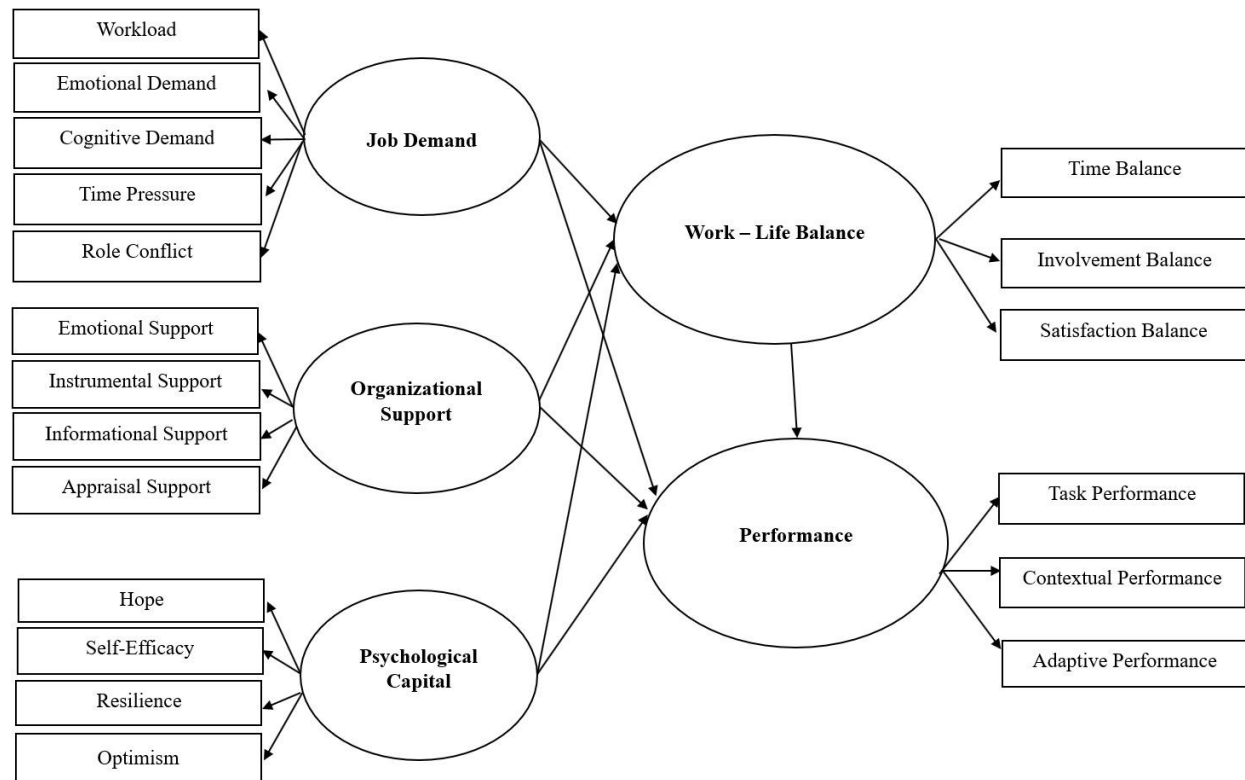 Workload
Emotional Demand
Cognitive Demand
Time Pressure
Role Conflict
Job Demand
Emotional Support
Instrumental Support
Informational Support
Appraisal Support
Organizational
Support
Hope
Self-Efficacy
Resilience
Optimism
Psychological
Capital
Work – Life Balance
Time Balance
Involvement Balance
Satisfaction Balance
Performance
Task Performance
Contextual Performance
Adaptive Performance